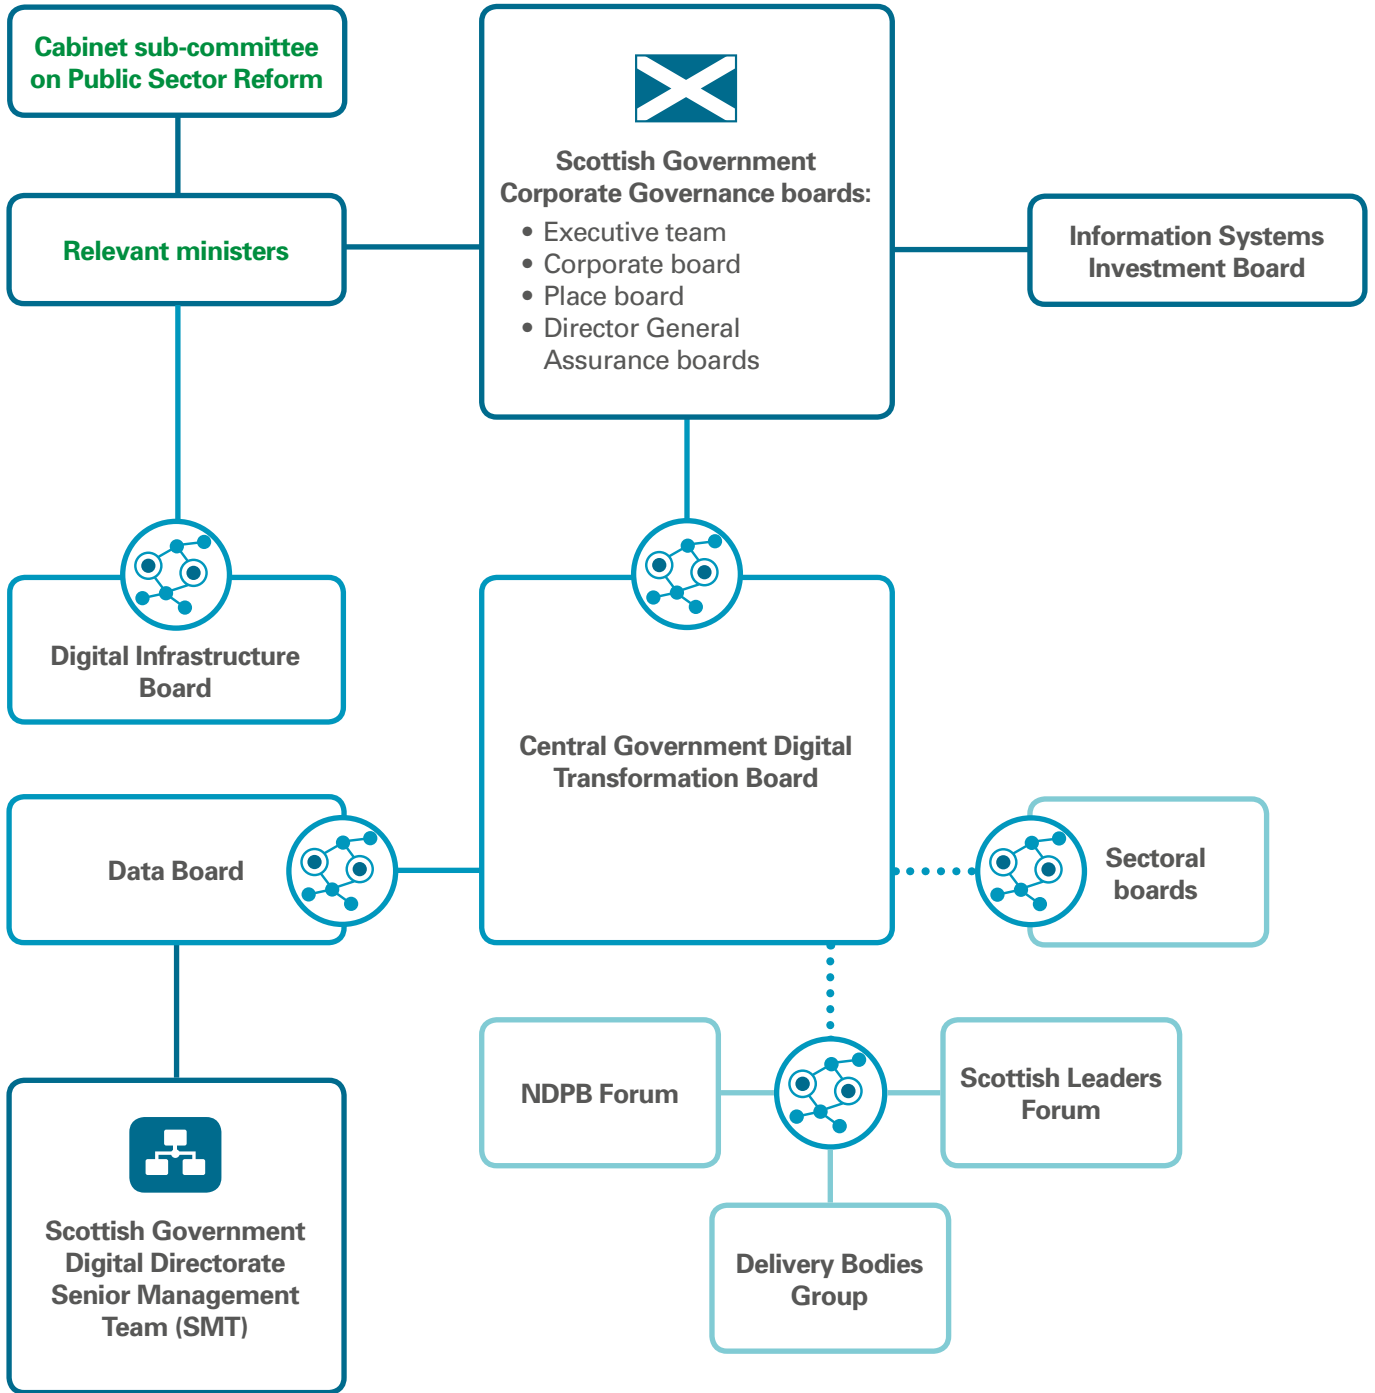 Cabinet sub-committee
on Public Sector Reform
Scottish Government
Corporate Governance boards:
• Executive team
• Corporate board
• Place board
• Director General
Assurance boards
Relevant ministers
Information Systems
Investment Board
Digital Infrastructure
Board
Central Government Digital
Transformation Board
Data Board
Sectoral
boards
NDPB Forum
Scottish Leaders
Forum
Delivery Bodies
Group
Scottish Government
Digital Directorate
Senior Management
Team (SMT)